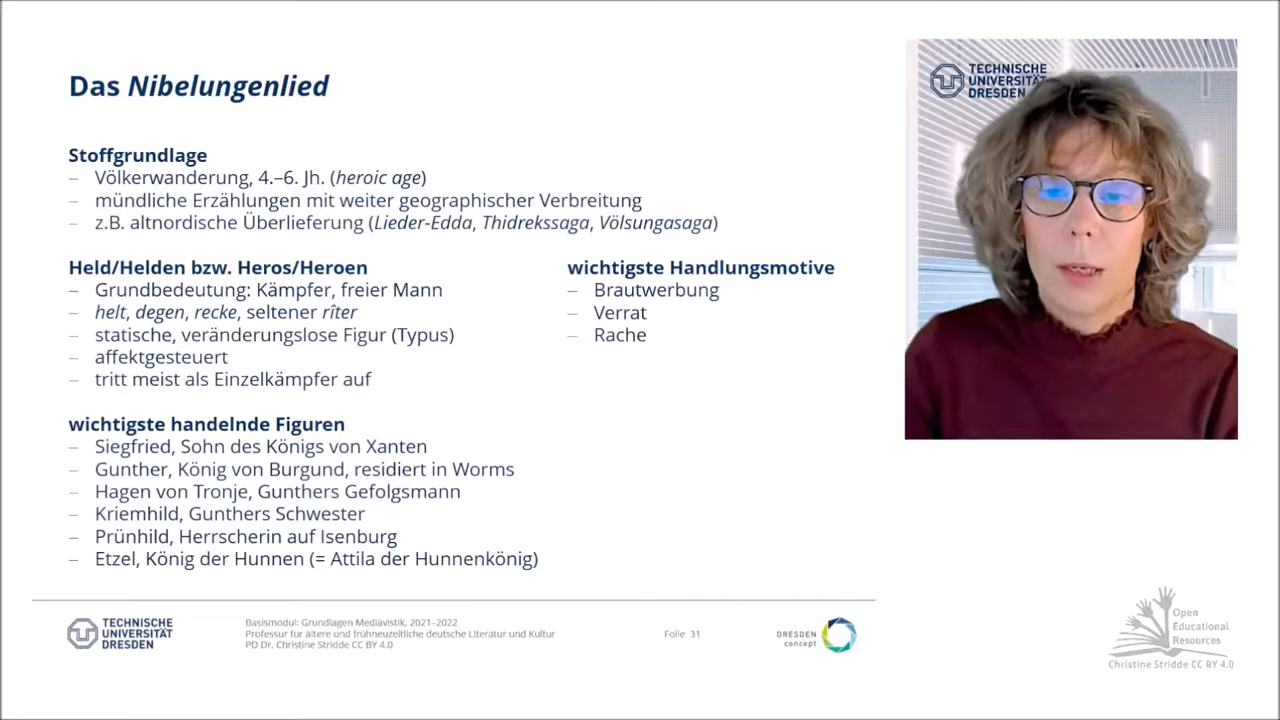 Das Nibelungenlied
Stoffgrundlage
– Völkerwanderung, 4.–6. Jh. (heroic age)
– mündliche Erzählungen mit weiter geographischer Verbreitung
– z.B. altnordische Überlieferung (Lieder-Edda, Thidrekssaga, Völsungasaga)
Held/Helden bzw. Heros/Heroen
– Grundbedeutung: Kämpfer, freier Mann
– helt, degen, recke, seltener rîter
– statische, veränderungslose Figur (Typus)
– affektgesteuert
– tritt meist als Einzelkämpfer auf
wichtigste Handlungsmotive
– Brautwerbung
– Verrat
– Rache
wichtigste handelnde Figuren
– Siegfried, Sohn des Königs von Xanten
– Gunther, König von Burgund, residiert in Worms
– Hagen von Tronje, Gunthers Gefolgsmann
– Kriemhild, Gunthers Schwester
– Prünhild, Herrscherin auf Isenburg
– Etzel, König der Hunnen (= Attila der Hunnenkönig)
TECHNISCHE
UNIVERSITÄT
DRESDEN
TECHNISCHE
UNIVERSITÄT
DRESDEN
Basismodul: Grundlagen Mediävistik, 2021–2022
Professur für ältere und frühneuzeitliche deutsche Literatur und Kultur
PD Dr. Christine Stridde CC BY 4.0
Folie 31
DRESDEN
concept
Open
Educational
Resources
Christine Stridde CC BY 4.0